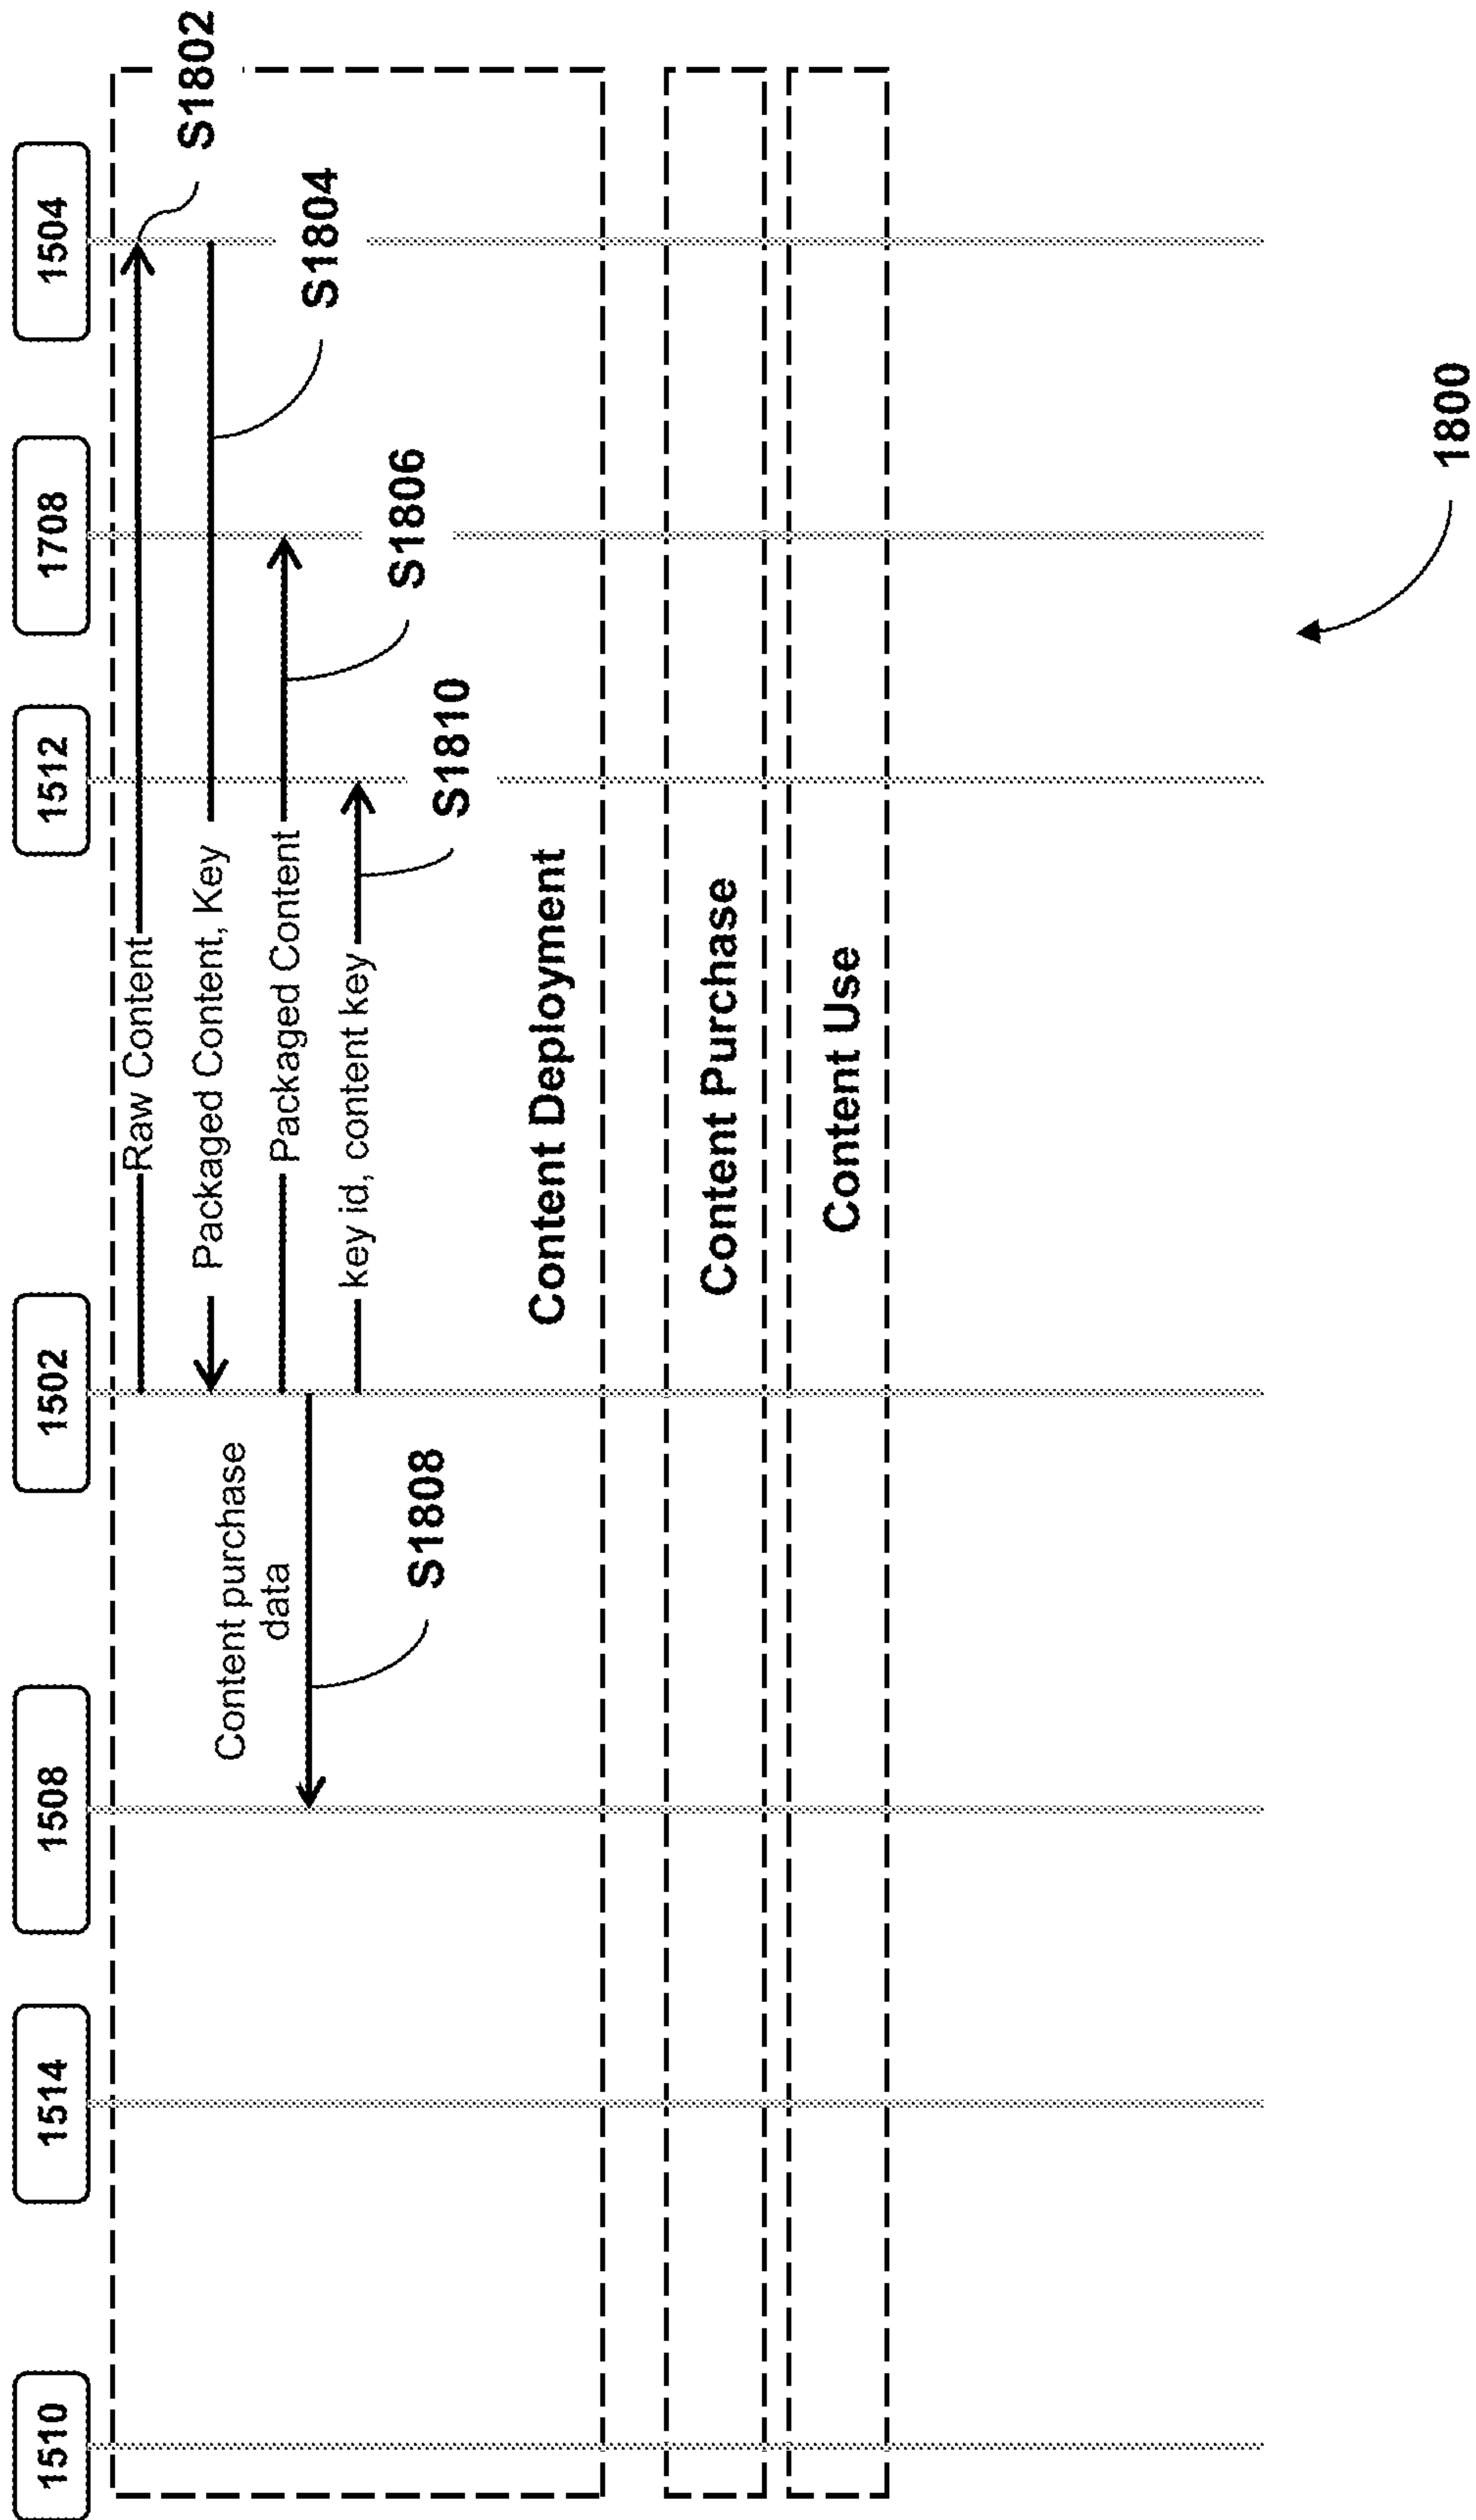 1510
1514
1508
1502
1512
1708
1504
Raw Content
S1802
Packaged Content, Key
S1804
Content purchase
data
Packaged Content
S1806
S1808
key id, content key
S1810
Content Deployment
Content Purchase
Content Use
1800